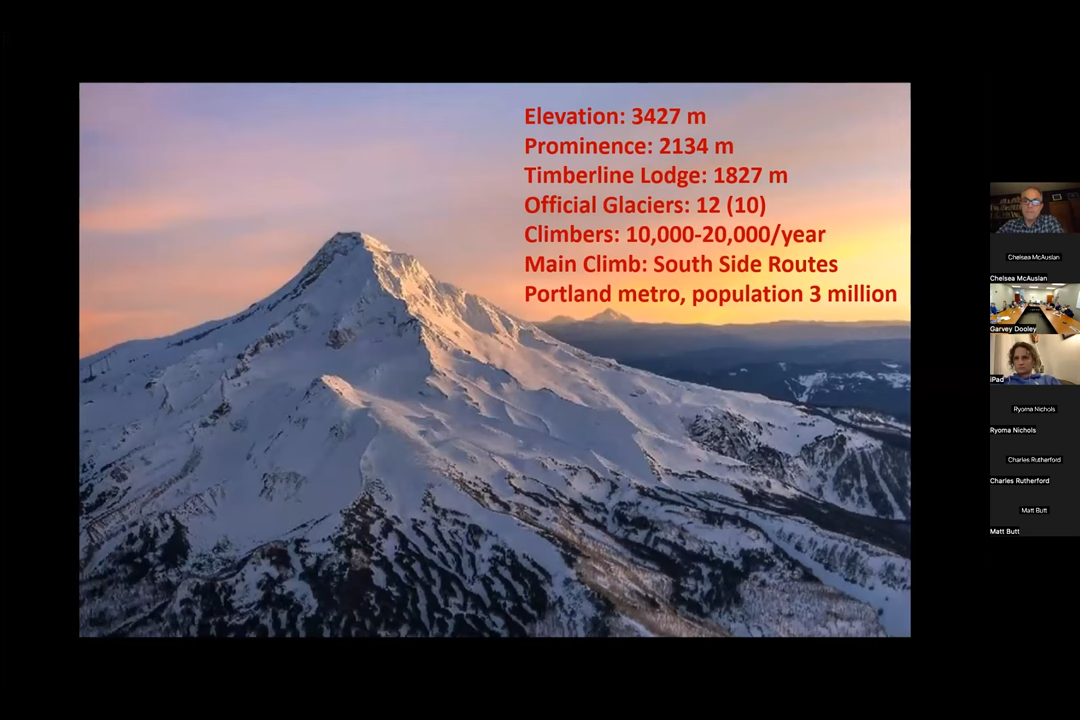 Elevation: 3427 m
Prominence: 2134 m
Timberline Lodge: 1827 m
Official Glaciers: 12 (10)
Climbers: 10,000-20,000/year
Main Climb: South Side Routes
Portland metro, population 3 million
Chelsea McAuslan
Chelsea McAuslan
Garvey Dooley
iPad
Ryoma Nichols
Ryoma Nichols
Charles Rutherford
Charles Rutherford
Matt Butt
Matt Butt